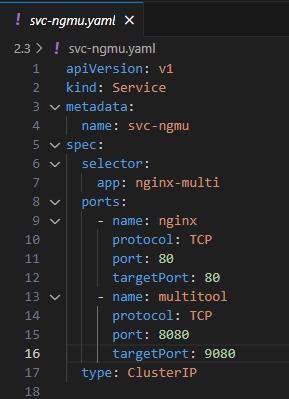 ! svc-ngmu.yaml ×
2.3 > ! svc-ngmu.yaml
1 apiVersion: v1
2 kind: Service
3 metadata:
4   name: svc-ngmu
5 spec:
6   selector:
7     app: nginx-multi
8   ports:
9     - name: nginx
10       protocol: TCP
11       port: 80
12       targetPort: 80
13     - name: multitool
14       protocol: TCP
15       port: 8080
16       targetPort: 9080
17   type: ClusterIP
18